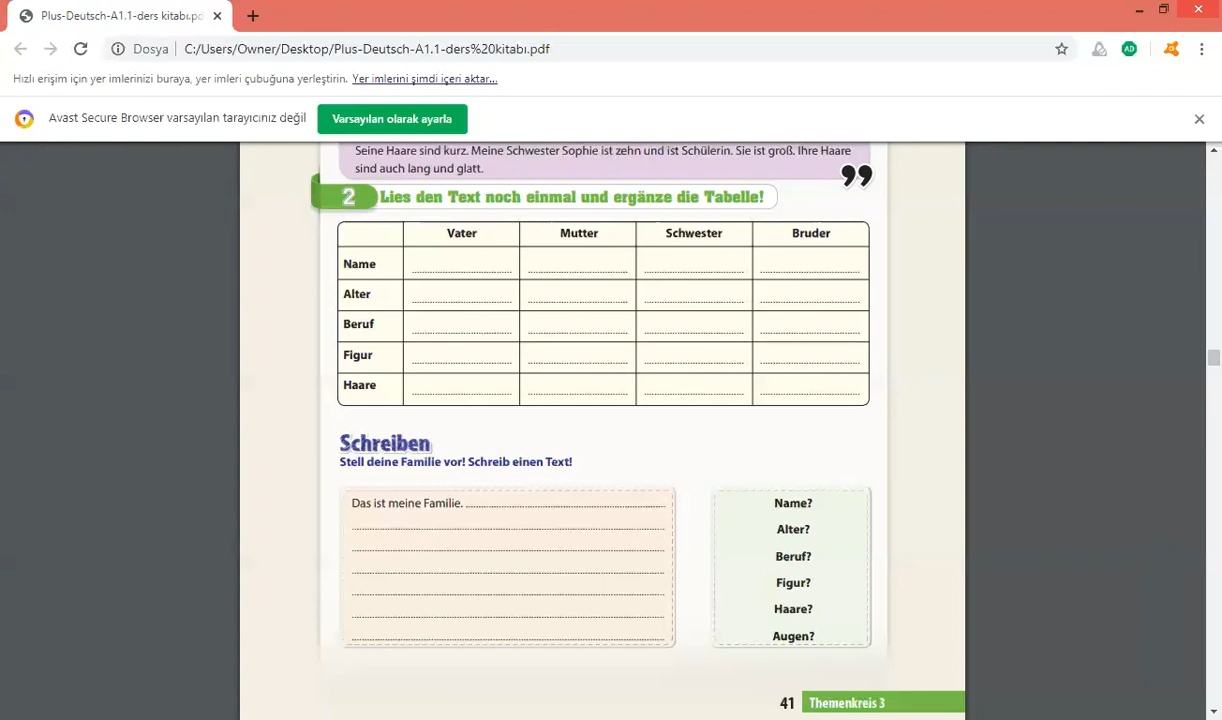 Plus-Deutsch-A1.1-ders kitabı.pd
Dosya C:/Users/Owner/Desktop/Plus-Deutsch-A1.1-ders%20kitabı.pdf
AD
Hızlı erişim için yer imlerinizi buraya, yer imleri çubuğuna yerleştirin. Yer imlerini şimdi içeri aktar...
Avast Secure Browser varsayılan tarayıcınız değil Varsayılan olarak ayarla
Seine Haare sind kurz. Meine Schwester Sophie ist zehn und ist Schülerin. Sie ist groß. Ihre Haare
sind auch lang und glatt.
2 Lies den Text noch einmal und ergänze die Tabelle!
Vater Mutter Schwester Bruder
Name
Alter
Beruf
Figur
Haare
Schreiben
Stell deine Familie vor! Schreib einen Text!
Das ist meine Familie.
Name?
Alter?
Beruf?
Figur?
Haare?
Augen?
41 Themenkreis 3